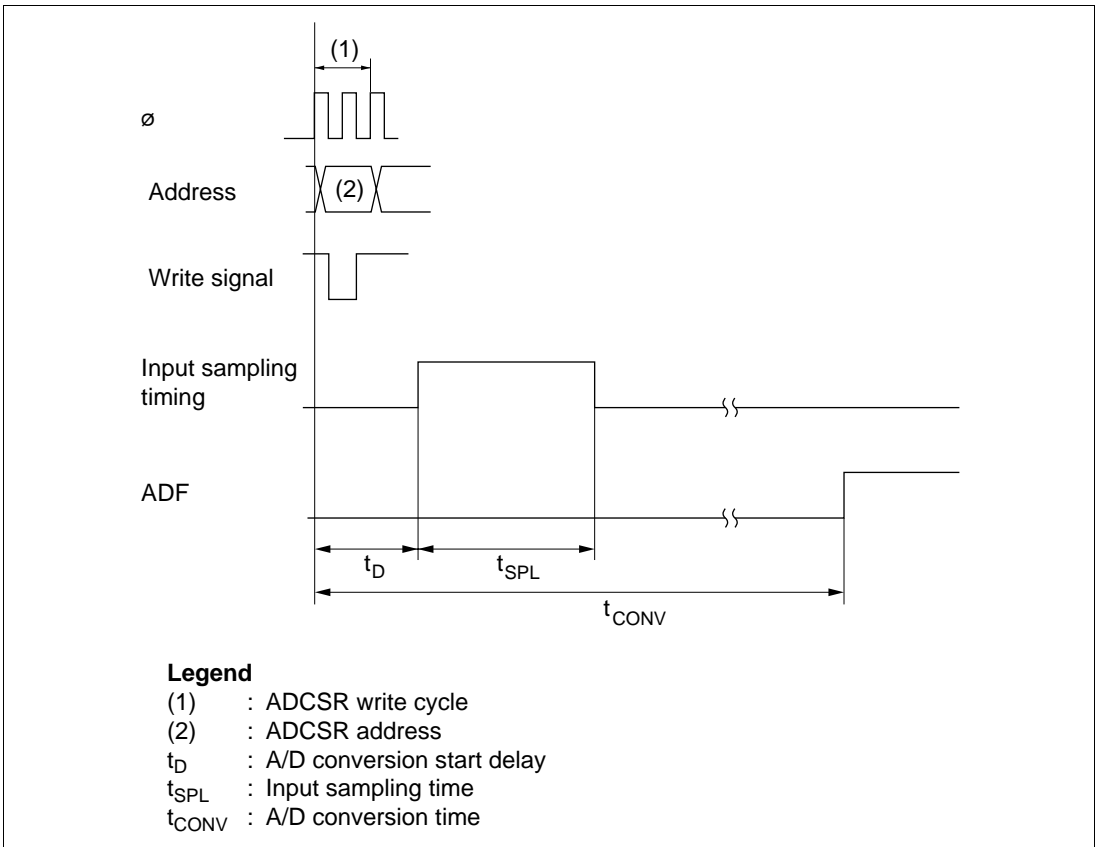 (1)
ø
Address
(2)
Write signal
Input sampling
timing
ADF
tD
tSPL
tCONV
Legend
(1) : ADCSR write cycle
(2) : ADCSR address
tD : A/D conversion start delay
tSPL : Input sampling time
tCONV : A/D conversion time